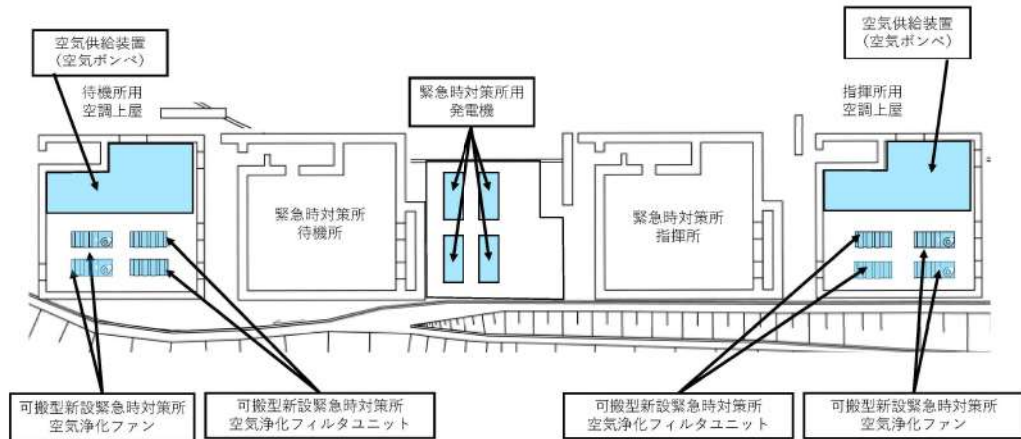 空気供給装置
(空気ボンベ)
空気供給装置
(空気ボンベ)
待機所用
空調上屋
緊急時対策所用
発電機
指揮所用
空調上屋
緊急時対策所
待機所
緊急時対策所
指揮所
可搬型新設緊急時対策所
空気浄化ファン
可搬型新設緊急時対策所
空気浄化フィルタユニット
可搬型新設緊急時対策所
空気浄化フィルタユニット
可搬型新設緊急時対策所
空気浄化ファン